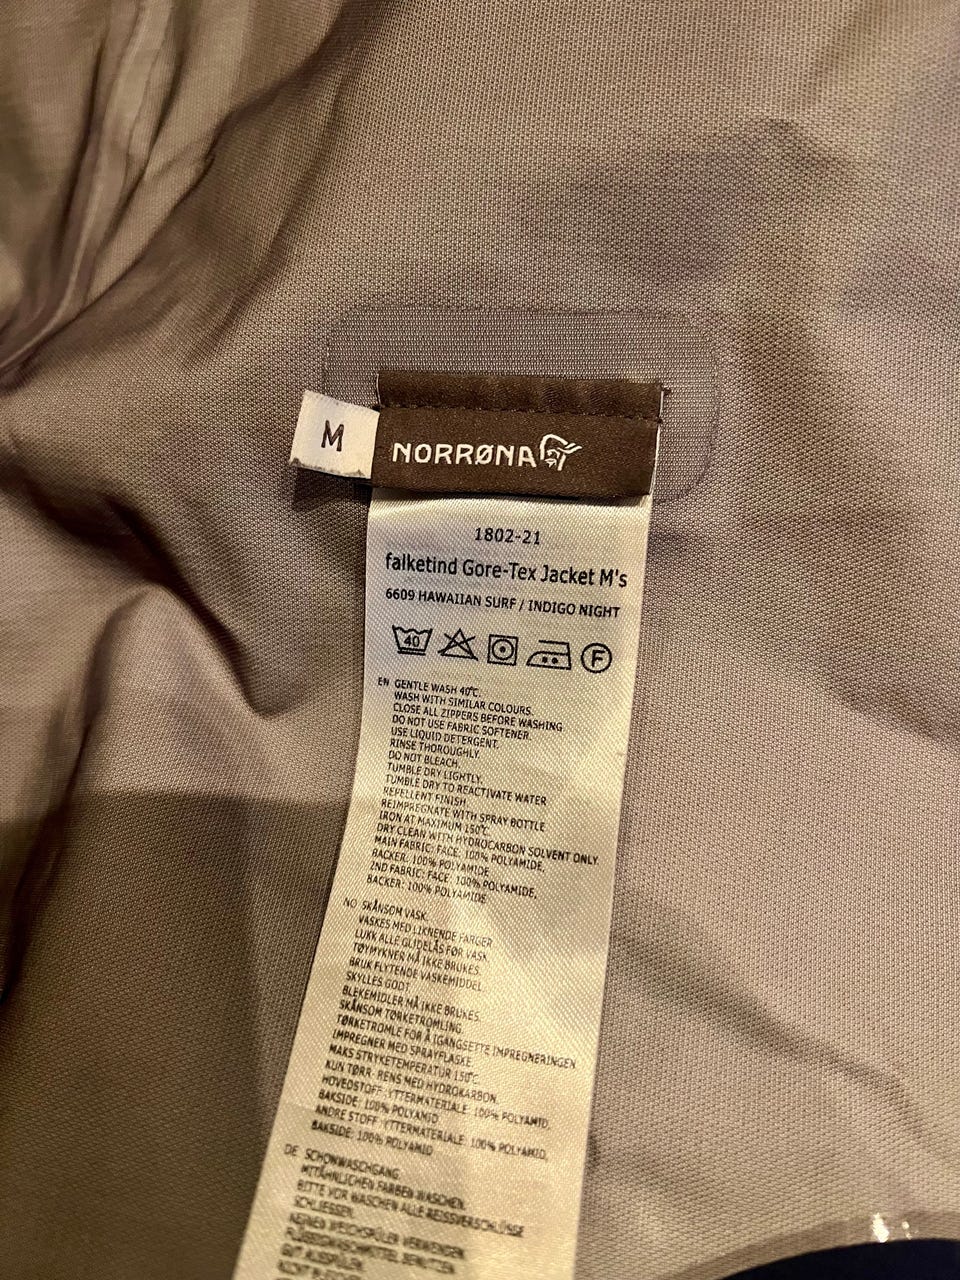 M
NORRØNA
1802-21
falketind Gore-Tex Jacket M's
6609 HAWAIIAN SURF / INDIGO NIGHT
40 F
EN GENTLE WASH 40°C.
WASH WITH SIMILAR COLOURS.
CLOSE ALL ZIPPERS BEFORE WASHING
DO NOT USE FABRIC SOFTENER.
USE LIQUID DETERGENT.
RINSE THOROUGHLY.
DO NOT BLEACH.
TUMBLE DRY LIGHTLY.
TUMBLE DRY TO REACTIVATE WATER
REPELLENT FINISH
REIMPREGNATE WITH SPRAY BOTTLE
IRON AT MAXIMUM 150°C
DRY CLEAN WITH HYDROCARBON SOLVENT ONLY
MAIN FABRIC: FACE: 100% POLYAMIDE,
BACKER: 100% POLYAMIDE
2ND FABRIC: FACE: 100% POLYAMIDE,
BACKER: 100% POLYAMIDE
NO SKÅNSOM VASK.
VASKES MED LIKNENDE FARGER
LUKK ALLE GLIDELÅS FØR VASK
TØYMYKNER MÅ IKKE BRUKES.
BRUK FLYTENDE VASKEMIDDEL
SKYLLES GODT
BLEKEMIDLER MÅ IKKE BRUKES.
SKÅNSOM TØRKETROMLING.
TØRKETROMLE FOR Å IGANGSETTE IMPREGNERINGEN
IMPREGNER MED SPRAYFLASKE.
MAKS STRYKETEMPERATUR 150°C.
KUN TØRR- RENS MED HYDROKARBON
HOVEDSTOFF: YTTERMATERIALE: 100% POLYAMID,
BAKSIDE: 100% POLYAMID
ANDRE STOFF: YTTERMATERIALE: 100% POLYAMID,
BAKSIDE: 100% POLYAMID
DE SCHONWASCHGANG
MIT ÄHNLICHEN FARBEN WASCHEN.
BITTE VOR WASCHEN ALLE REISSVERSCHLÜSSE
SCHLIESSEN.
KEINEN WEICHSPÜLER VERWENDEN
FLÜSSIGWASCHMITTEL BENUTZEN
GUT AUSSPÜLEN.
NICHT BLEICHEN